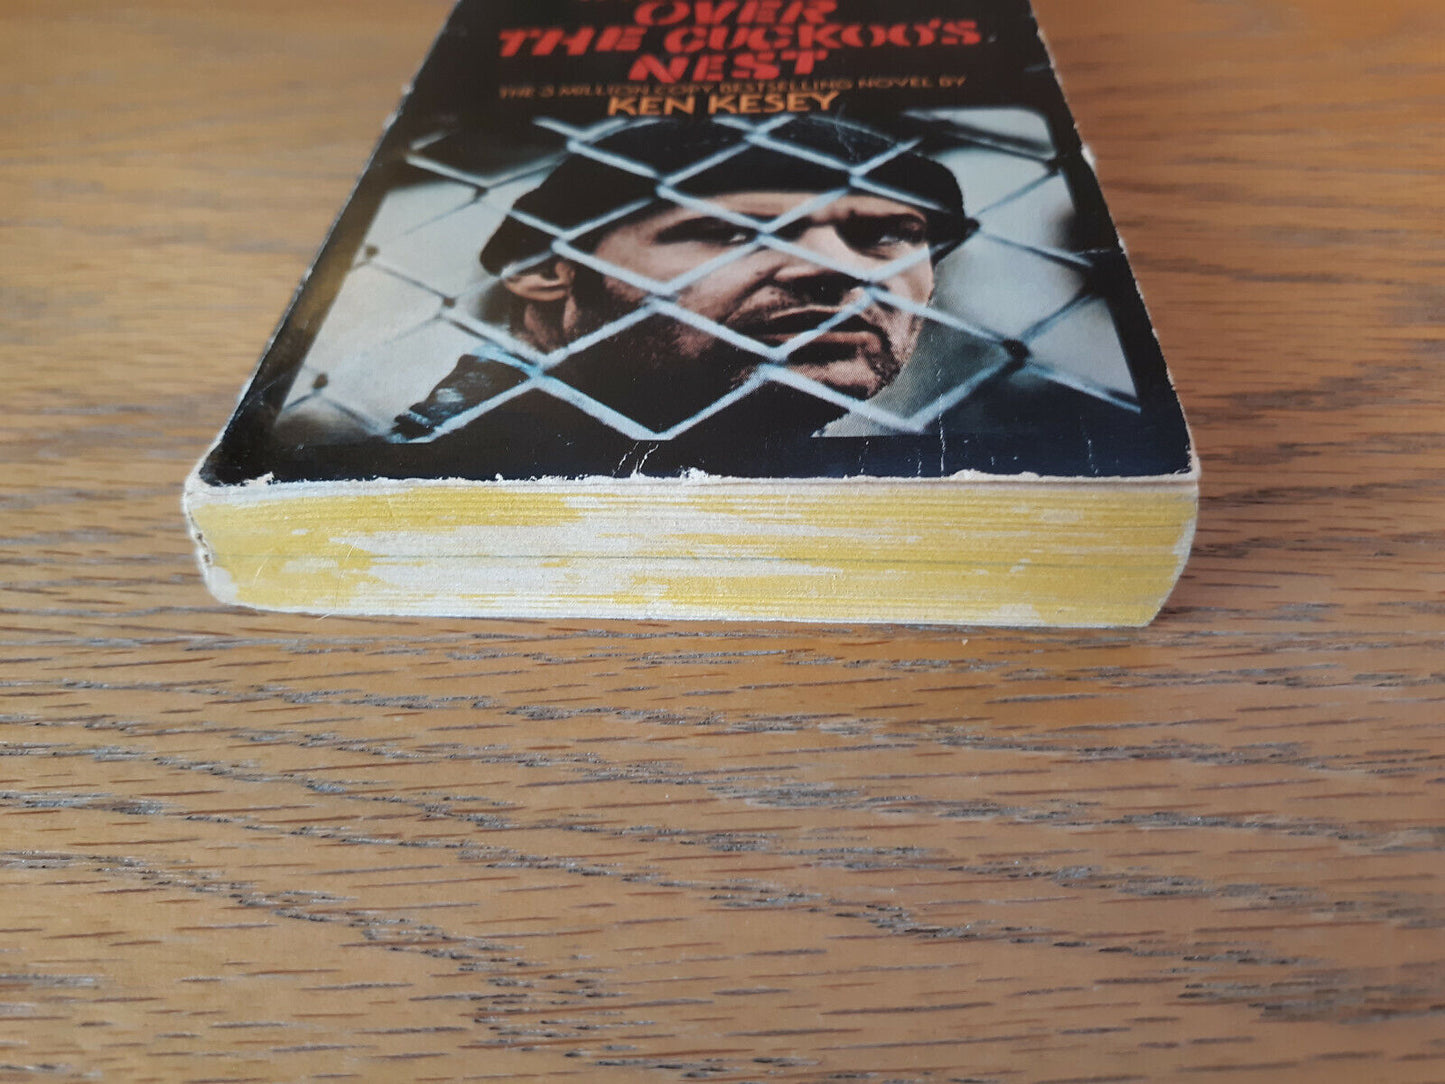 OVER
THE CUCKOO'S
NEST
THE 3 MILLION COPY BESTSELLING NOVEL BY
KEN KESEY